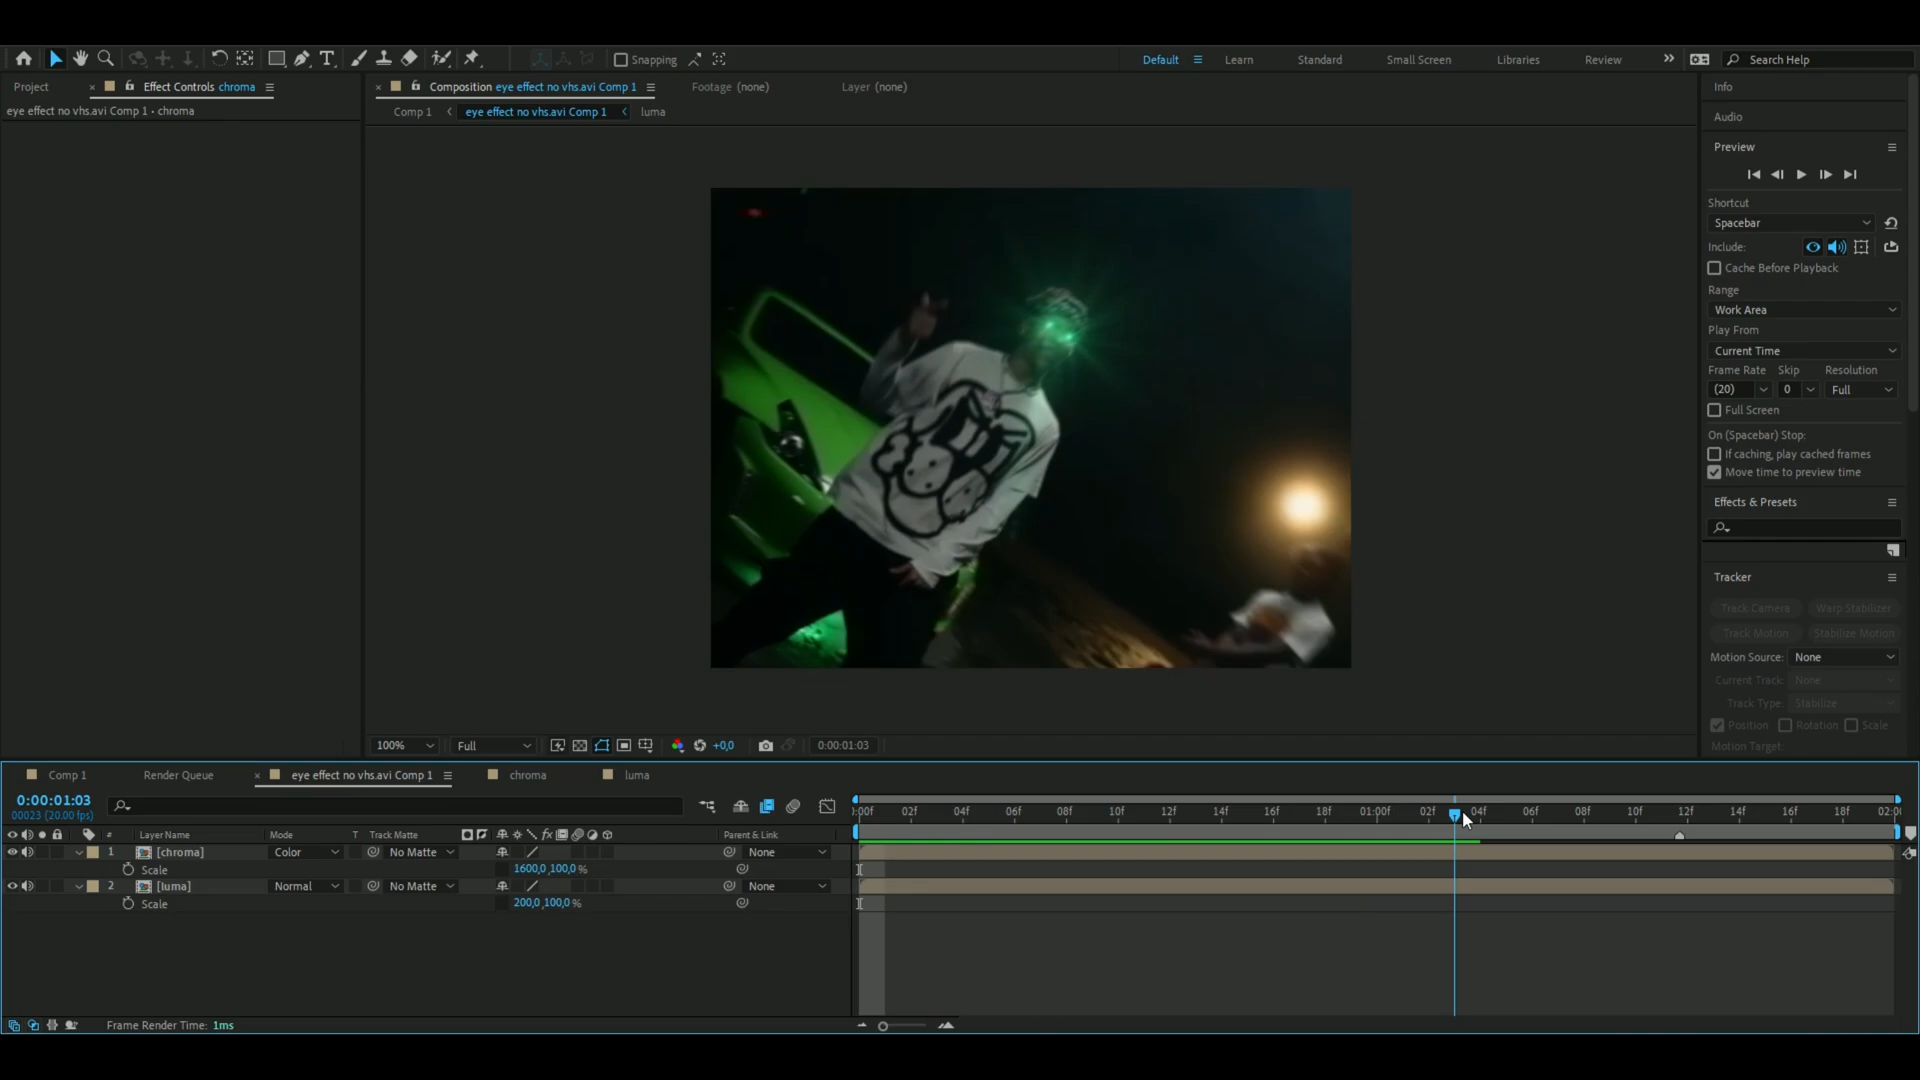 Snapping
Default
Learn
Standard
Small Screen
Libraries
Review
Search Help
Project
Effect Controls chroma
Composition eye effect no vhs.avi Comp 1
Footage (none)
Layer (none)
Info
eye effect no vhs.avi Comp 1 • chroma
Comp 1
eye effect no vhs.avi Comp 1
luma
Audio
Preview
Shortcut
Spacebar
Include:
Cache Before Playback
Range
Work Area
Play From
Current Time
Frame Rate Skip Resolution
(20) 0 Full
Full Screen
On (Spacebar) Stop:
If caching, play cached frames
Move time to preview time
Effects & Presets
Tracker
Track Camera Warp Stabilizer
Track Motion Stabilize Motion
Motion Source: None
Current Track: None
Track Type: Stabilize
Position Rotation Scale
Motion Target:
100% Full +0,0 0:00:01:03
Comp 1 Render Queue eye effect no vhs.avi Comp 1 chroma luma
0:00:01:03
00023 (20.00 fps)
:00f 02f 04f 06f 08f 10f 12f 14f 16f 18f 01:00f 02f 04f 06f 08f 10f 12f 14f 16f 18f 02:0
# Layer Name Mode T Track Matte fx Parent & Link
1 [chroma] Color No Matte None
Scale 1600,0,100,0 %
2 [luma] Normal No Matte None
Scale 200,0,100,0 %
Frame Render Time: 1ms